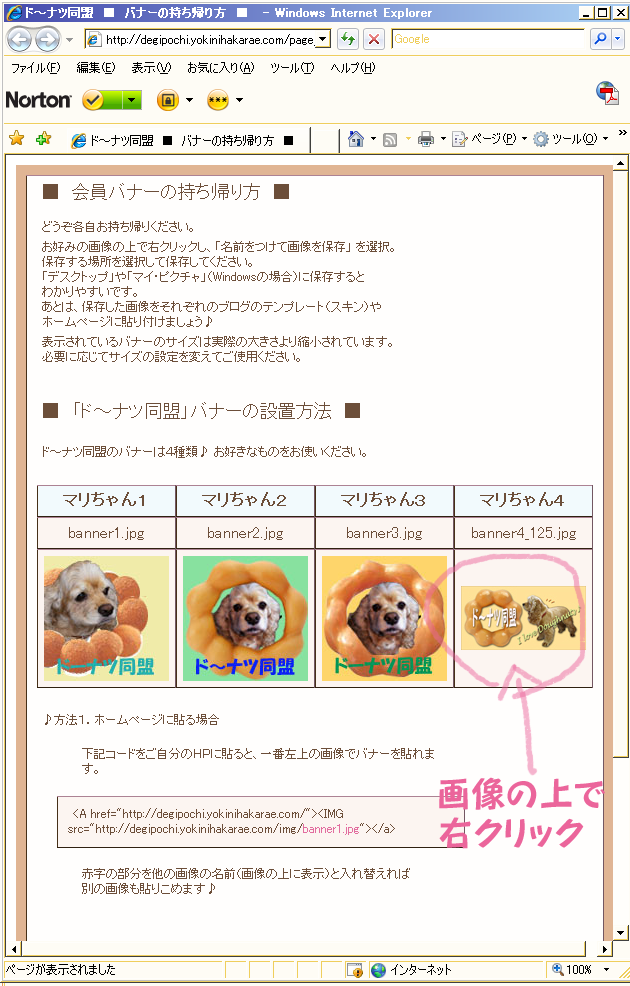 ド～ナツ同盟 ■ バナーの持ち帰り方 ■ - Windows Internet Explorer
http://degipochi.yokinihakarae.com/page
Google
ファイル(F) 編集(E) 表示(V) お気に入り(A) ツール(T) ヘルプ(H)
Norton
ド～ナツ同盟 ■ バナーの持ち帰り方 ■
ページ(P) ツール(O) »
■ 会員バナーの持ち帰り方 ■
どうぞ各自お持ち帰りください。
お好みの画像の上で右クリックし、「名前をつけて画像を保存」 を選択。
保存する場所を選択して保存してください。
「デスクトップ」や「マイ・ピクチャ」(Windowsの場合)に保存すると
わかりやすいです。
あとは、保存した画像をそれぞれのブログのテンプレート(スキン)や
ホームページに貼り付けましょう♪
表示されているバナーのサイズは実際の大きさより縮小されています。
必要に応じてサイズの設定を変えてご使用ください。
■ 「ド～ナツ同盟」バナーの設置方法 ■
ド～ナツ同盟のバナーは４種類♪ お好きなものをお使いください。
マリちゃん１ マリちゃん２ マリちゃん３ マリちゃん４
banner1.jpg banner2.jpg banner3.jpg banner4_125.jpg
ドーナツ同盟 ド～ナツ同盟 ドーナツ同盟 ド～ナツ同盟
I love Doughnuts♪
♪方法１．ホームページに貼る場合
下記コードをご自分のHPに貼ると、一番左上の画像でバナーを貼れま
す。
<A href="http://degipochi.yokinihakarae.com/"><IMG
src="http://degipochi.yokinihakarae.com/img/banner1.jpg"></a>
画像の上で
右クリック
赤字の部分を他の画像の名前(画像の上に表示)と入れ替えれば
別の画像も貼りこめます♪
ページが表示されました インターネット 100%